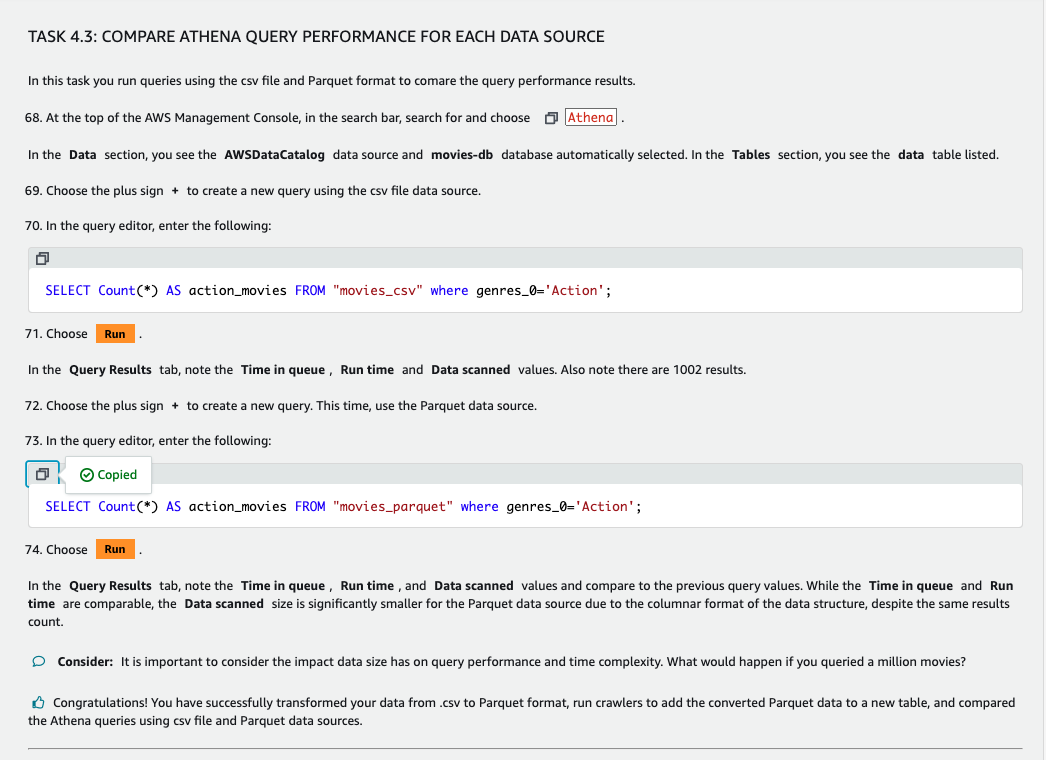 TASK 4.3: COMPARE ATHENA QUERY PERFORMANCE FOR EACH DATA SOURCE
In this task you run queries using the csv file and Parquet format to comare the query performance results.
68. At the top of the AWS Management Console, in the search bar, search for and choose Athena .
In the Data section, you see the AWSDataCatalog data source and movies-db database automatically selected. In the Tables section, you see the data table listed.
69. Choose the plus sign + to create a new query using the csv file data source.
70. In the query editor, enter the following:
SELECT Count(*) AS action_movies FROM "movies_csv" where genres_0='Action';
71. Choose Run .
In the Query Results tab, note the Time in queue , Run time and Data scanned values. Also note there are 1002 results.
72. Choose the plus sign + to create a new query. This time, use the Parquet data source.
73. In the query editor, enter the following:
Copied
SELECT Count(*) AS action_movies FROM "movies_parquet" where genres_0='Action';
74. Choose Run .
In the Query Results tab, note the Time in queue , Run time , and Data scanned values and compare to the previous query values. While the Time in queue and Run
time are comparable, the Data scanned size is significantly smaller for the Parquet data source due to the columnar format of the data structure, despite the same results
count.
Consider: It is important to consider the impact data size has on query performance and time complexity. What would happen if you queried a million movies?
Congratulations! You have successfully transformed your data from .csv to Parquet format, run crawlers to add the converted Parquet data to a new table, and compared
the Athena queries using csv file and Parquet data sources.